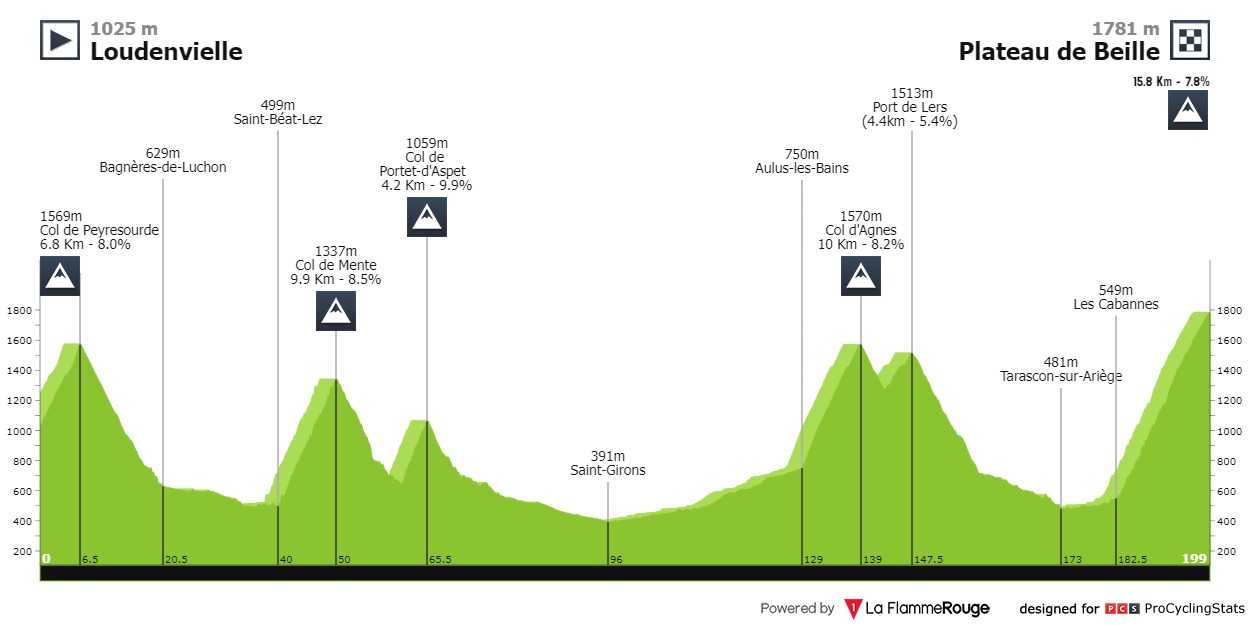 1025 m
Loudenvielle
1781 m
Plateau de Beille
15.8 Km - 7.8%
1569m
Col de Peyresourde
6.8 Km - 8.0%
629m
Bagnères-de-Luchon
499m
Saint-Béat-Lez
1337m
Col de Mente
9.9 Km - 8.5%
1059m
Col de
Portet-d'Aspet
4.2 Km - 9.9%
391m
Saint-Girons
750m
Aulus-les-Bains
1570m
Col d'Agnes
10 Km - 8.2%
1513m
Port de Lers
(4.4km - 5.4%)
481m
Tarascon-sur-Ariège
549m
Les Cabannes
1800
1600
1400
1200
1000
800
600
400
200
1800
1600
1400
1200
1000
800
600
400
200
0
6.5
20.5
40
50
65.5
96
129
139
147.5
173
182.5
199
Powered by La FlammeRouge designed for PCS ProCyclingStats